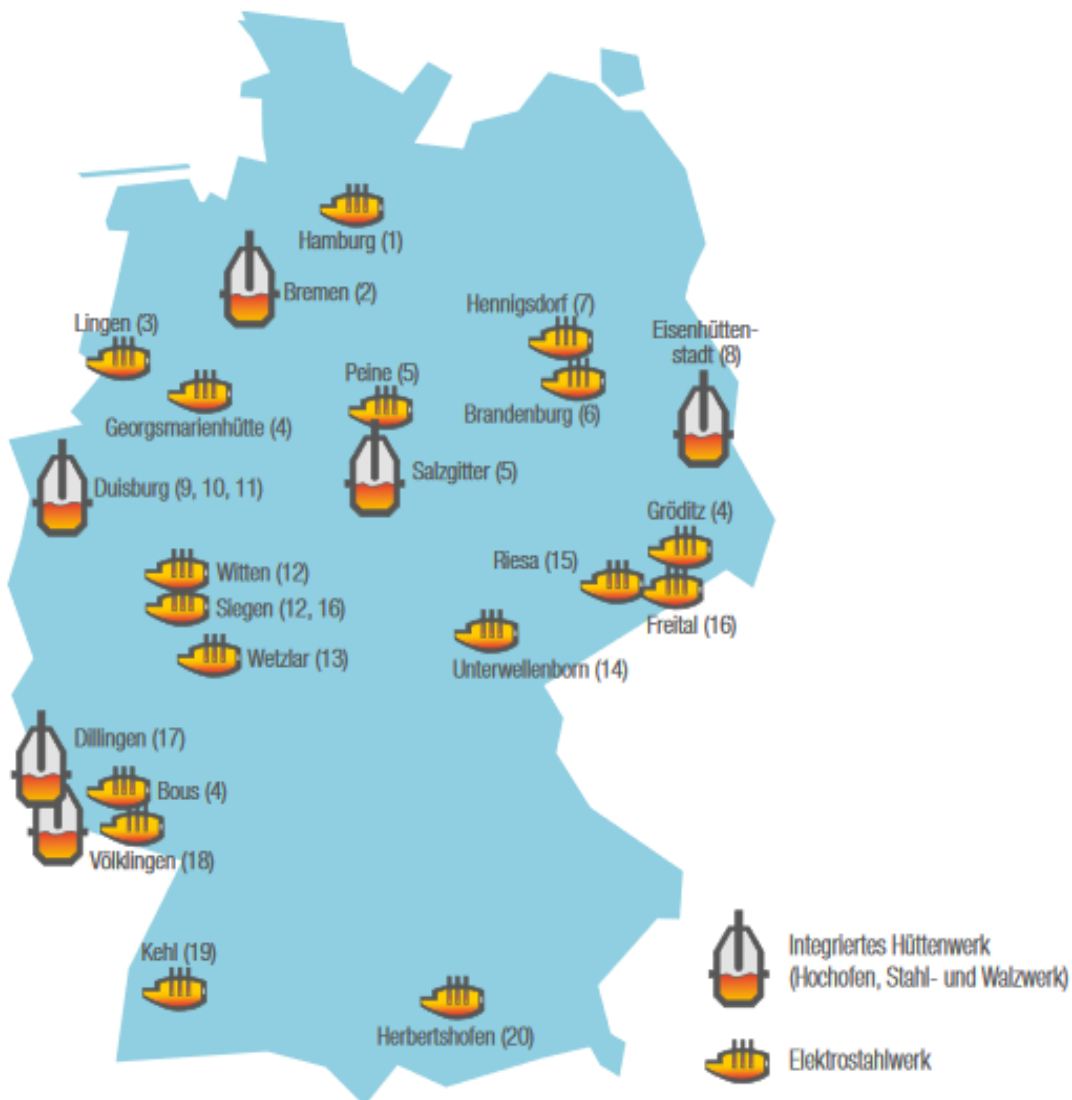 Hamburg (1)
Bremen (2)
Hennigsdorf (7)
Lingen (3)
Eisenhütten-
stadt (8)
Peine (5)
Brandenburg (6)
Georgsmarienhütte (4)
Salzgitter (5)
Duisburg (9, 10, 11)
Gröditz (4)
Riesa (15)
Witten (12)
Siegen (12, 16)
Freital (16)
Wetzlar (13)
Unterwellenborn (14)
Dillingen (17)
Bous (4)
Völklingen (18)
Kehl (19)
Herbertshofen (20)
Integriertes Hüttenwerk
(Hochofen, Stahl- und Walzwerk)
Elektrostahlwerk